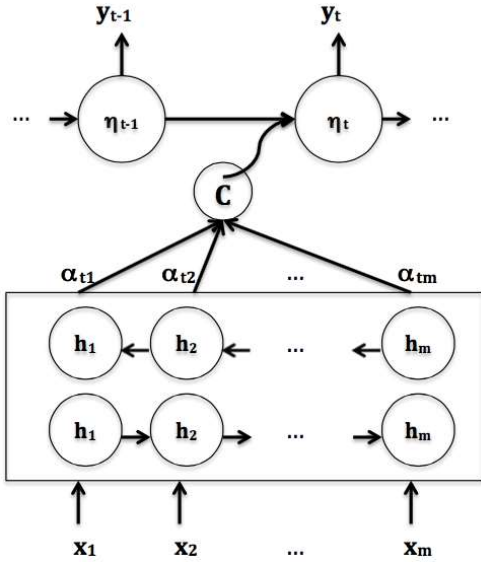 yt-1 yt
... ηt-1 ηt ...
C
αt1 αt2 ... αtm
h1 h2 ... hm
h1 h2 ... hm
x1 x2 ... xm